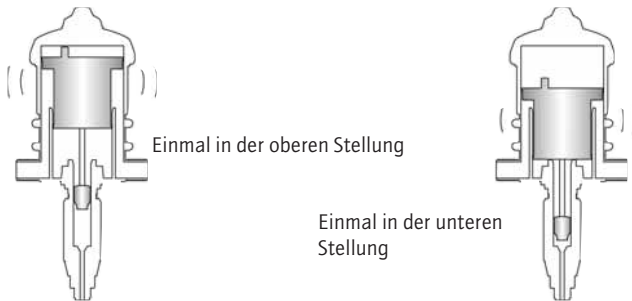 Einmal in der oberen Stellung
Einmal in der unteren
Stellung